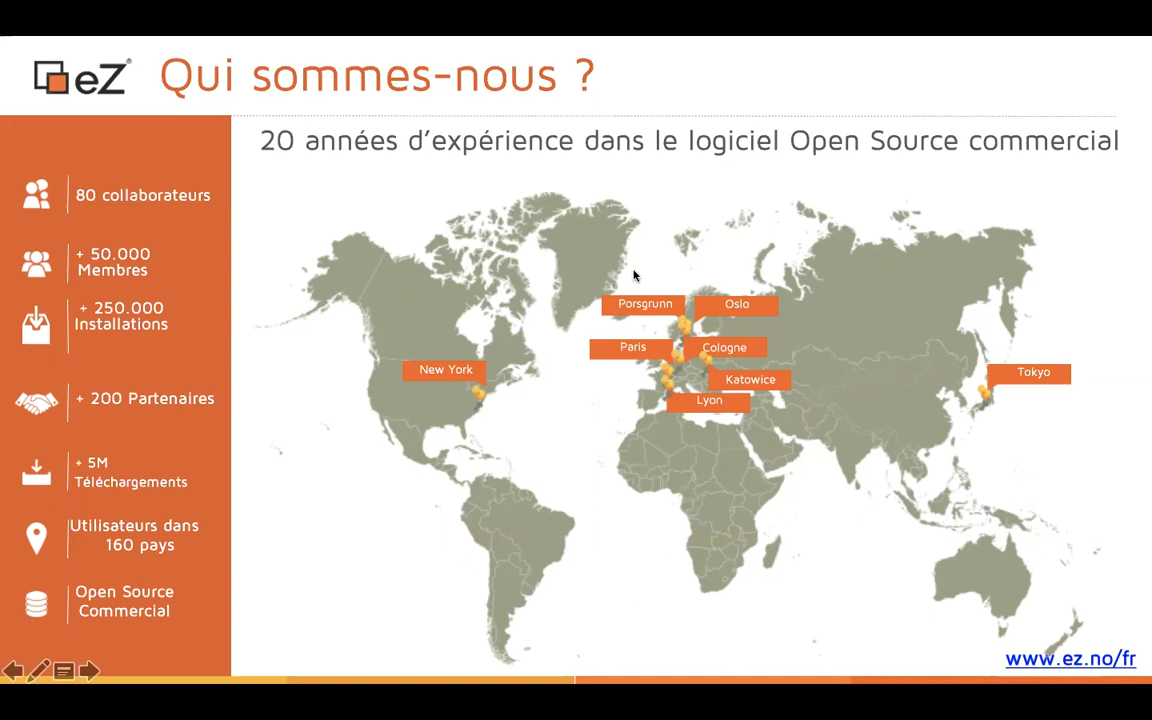 eZ®
Qui sommes-nous ?
20 années d’expérience dans le logiciel Open Source commercial
80 collaborateurs
+ 50.000
Membres
+ 250.000
Installations
+ 200 Partenaires
+ 5M
Téléchargements
Utilisateurs dans
160 pays
Open Source
Commercial
Porsgrunn
Oslo
Paris
Cologne
New York
Katowice
Tokyo
Lyon
www.ez.no/fr